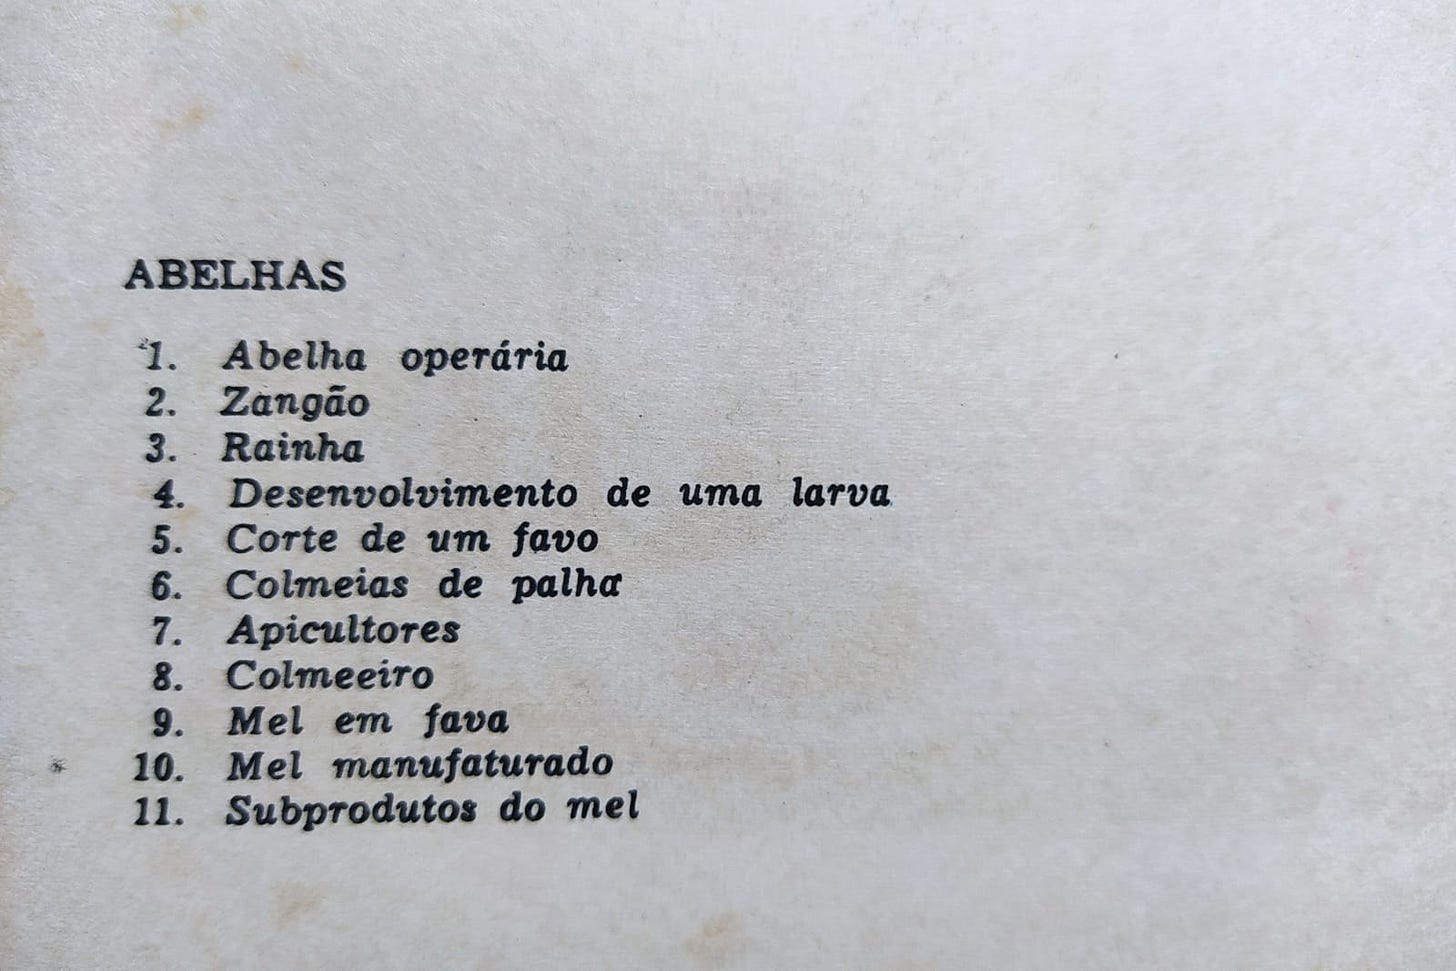 ABELHAS
1. Abelha operária
2. Zangão
3. Rainha
4. Desenvolvimento de uma larva
5. Corte de um favo
6. Colmeias de palha
7. Apicultores
8. Colmeeiro
9. Mel em fava
10. Mel manufaturado
11. Subprodutos do mel